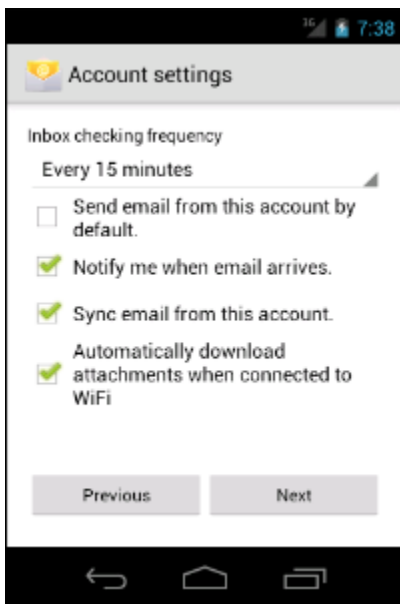 3G 7:38
Account settings
Inbox checking frequency
Every 15 minutes
Send email from this account by
default.
Notify me when email arrives.
Sync email from this account.
Automatically download
attachments when connected to
WiFi
Previous Next